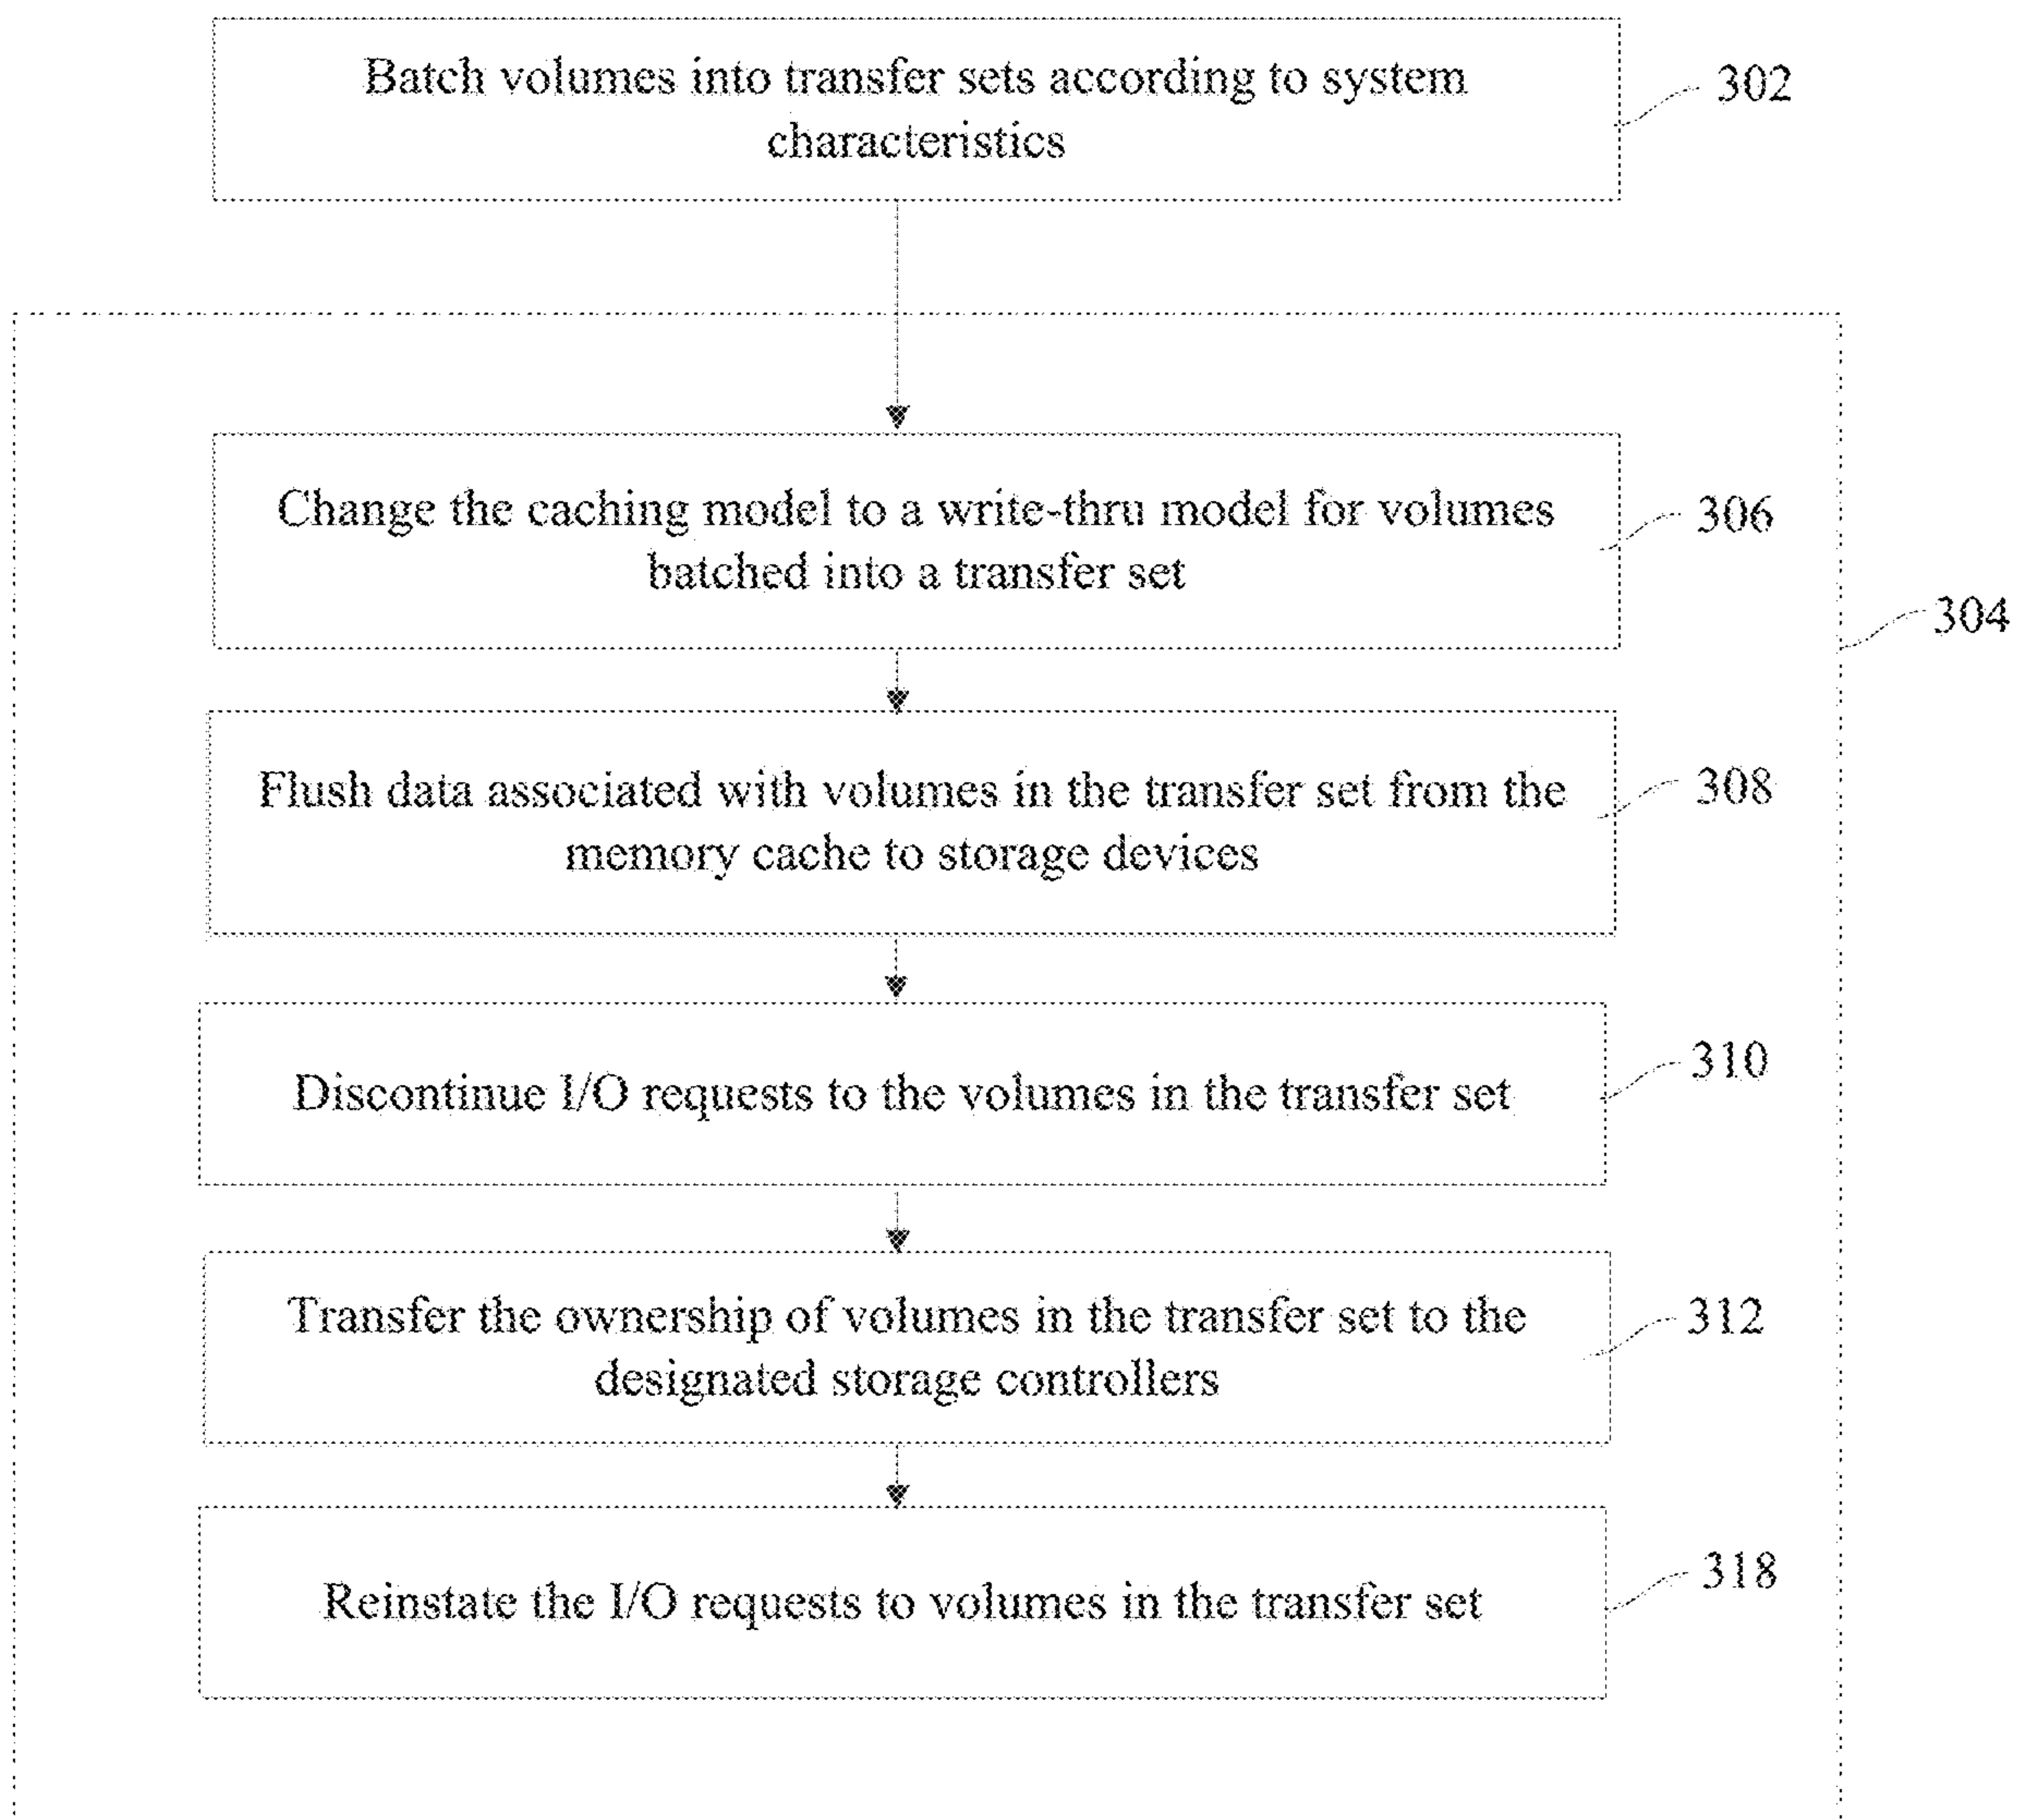 Batch volumes into transfer sets according to system
characteristics
302
Change the caching model to a write-thru model for volumes
batched into a transfer set
306
304
Flush data associated with volumes in the transfer set from the
memory cache to storage devices
308
Discontinue I/O requests to the volumes in the transfer set
310
Transfer the ownership of volumes in the transfer set to the
designated storage controllers
312
Reinstate the I/O requests to volumes in the transfer set
318